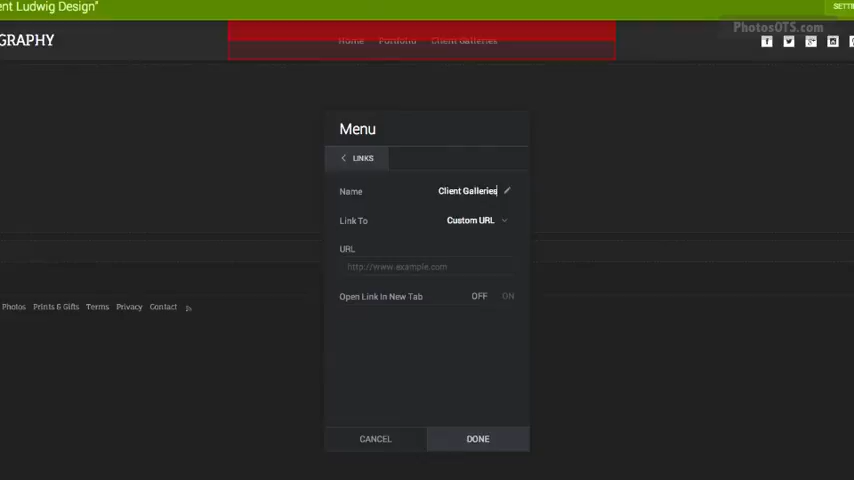 ent Ludwig Design"
SETTI
PhotosOTS.com
GRAPHY
Home Portfolio Client Galleries
Menu
LINKS
Name Client Galleries
Link To Custom URL
URL
http://www.example.com
Open Link In New Tab OFF ON
Photos Prints & Gifts Terms Privacy Contact
CANCEL DONE